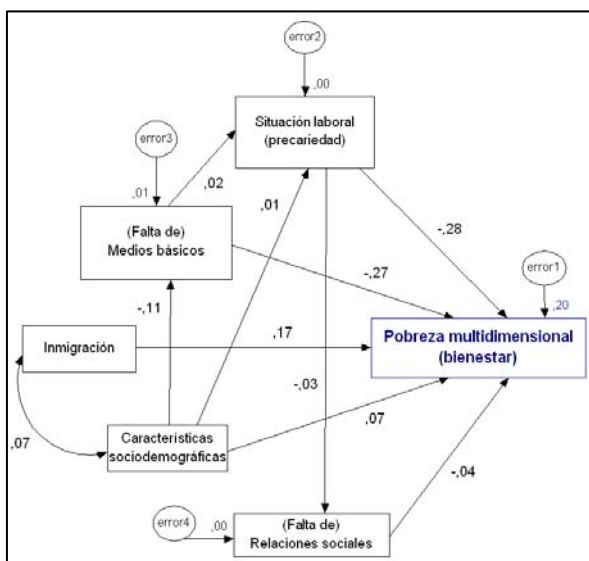 error2
,00
Situación laboral
(precariedad)
error3
,01
,02
,01
(Falta de)
Medios básicos
-,28
-,27
error1
,20
-,11
Inmigración
,17
Pobreza multidimensional
(bienestar)
-,03
,07
Características
sociodemográficas
,07
-,04
error4
,00
(Falta de)
Relaciones sociales